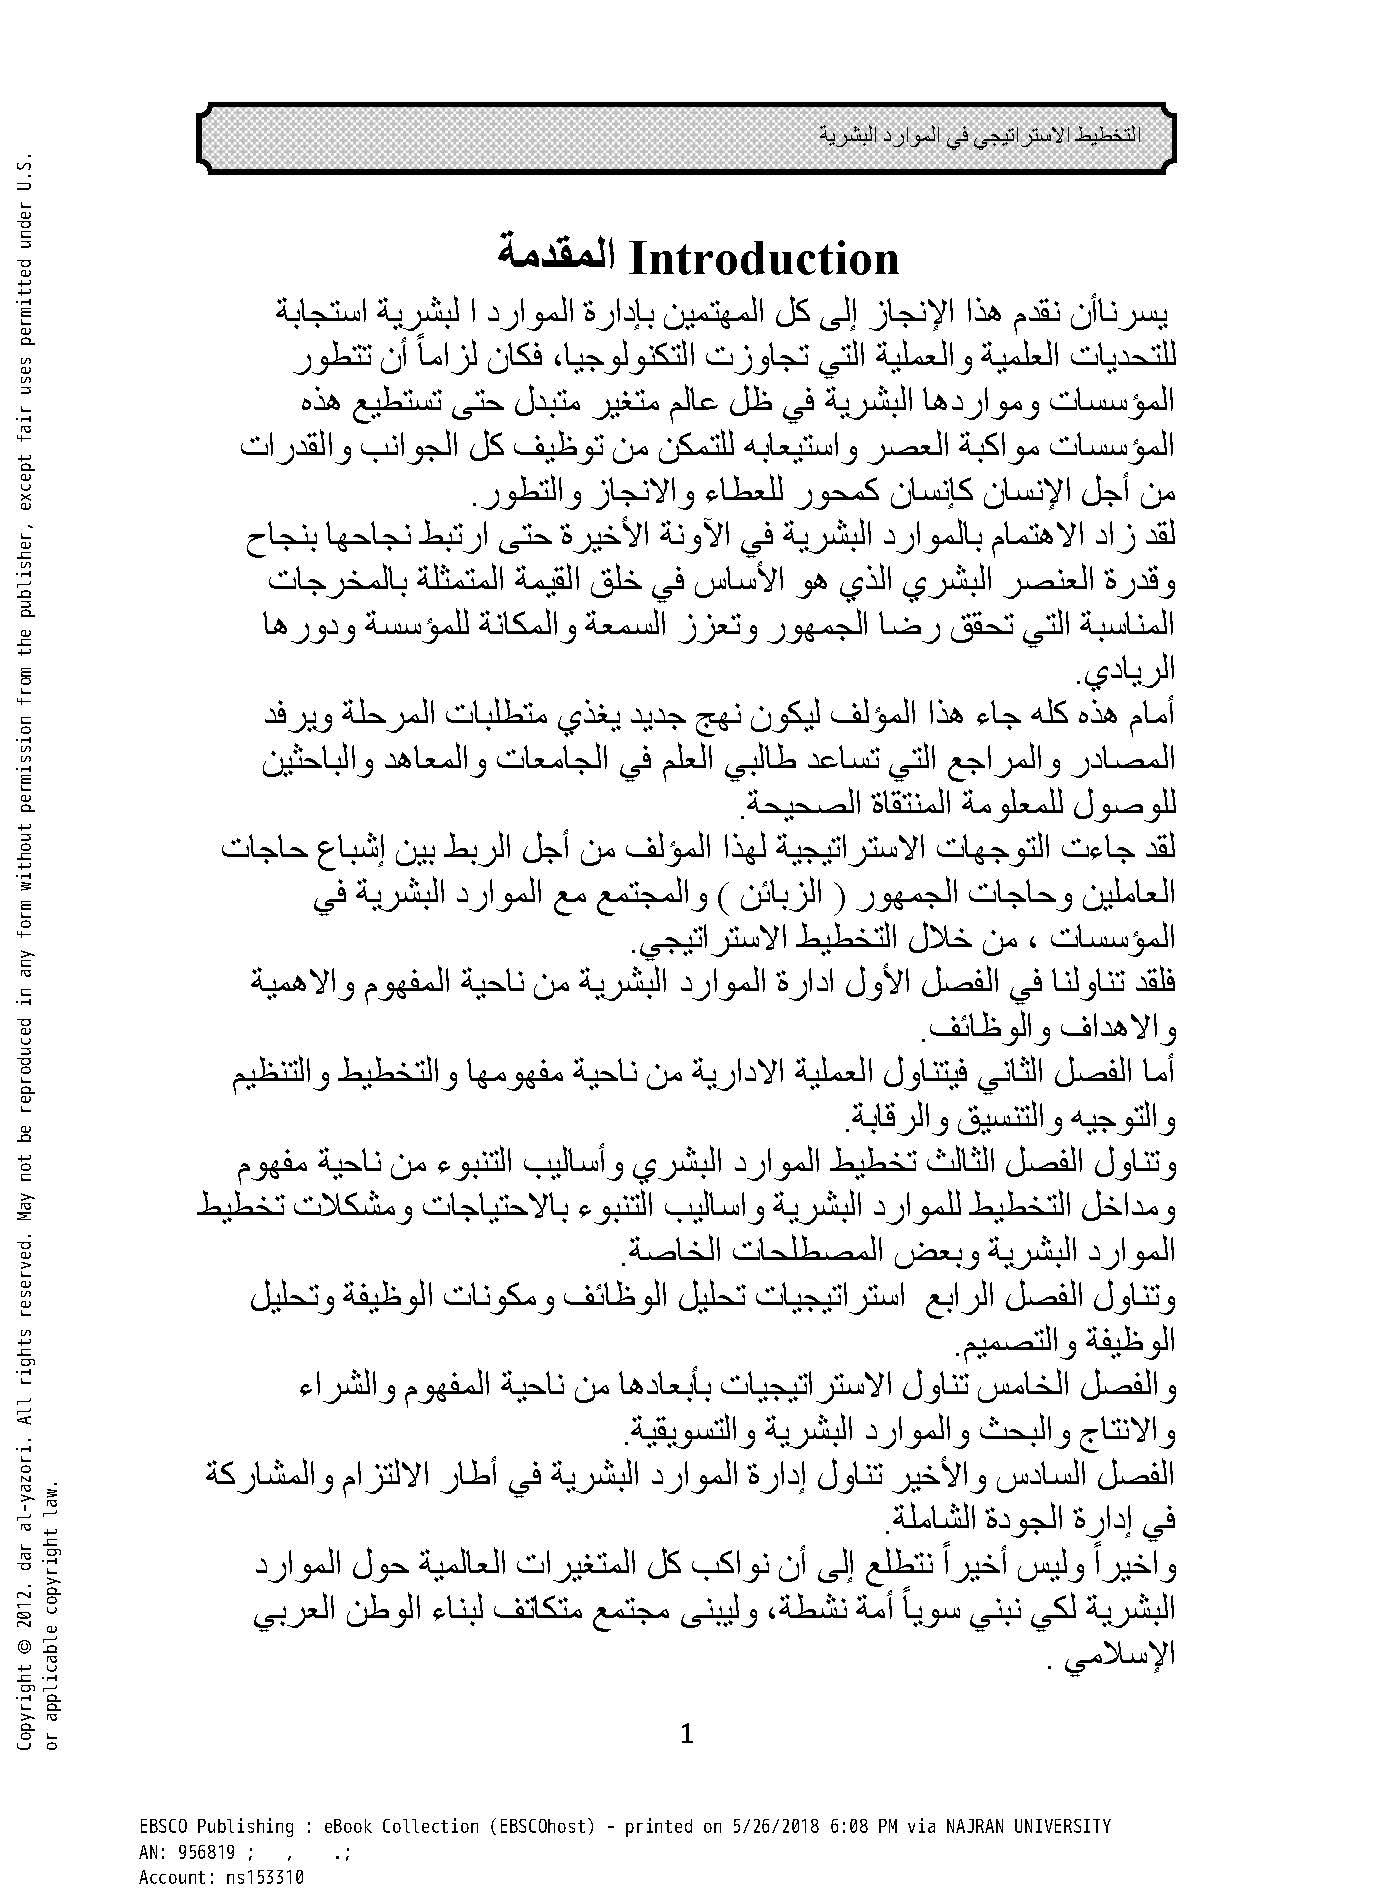 التخطيط الاستراتيجي في الموارد البشرية
المقدمة Introduction
يسرناأن نقدم هذا الإنجاز إلى كل المهتمين بإدارة الموارد ا لبشرية استجابة
للتحديات العلمية والعملية التي تجاوزت التكنولوجيا، فكان لزاماً أن تتطور
المؤسسات ومواردها البشرية في ظل عالم متغير متبدل حتى تستطيع هذه
المؤسسات مواكبة العصر واستيعابه للتمكن من توظيف كل الجوانب والقدرات
من أجل الإنسان كإنسان كمحور للعطاء والانجاز والتطور.
لقد زاد الاهتمام بالموارد البشرية في الآونة الأخيرة حتى ارتبط نجاحها بنجاح
وقدرة العنصر البشري الذي هو الأساس في خلق القيمة المتمثلة بالمخرجات
المناسبة التي تحقق رضا الجمهور وتعزز السمعة والمكانة للمؤسسة ودورها
الريادي.
أمام هذه كله جاء هذا المؤلف ليكون نهج جديد يغذي متطلبات المرحلة ويرفد
المصادر والمراجع التي تساعد طالبي العلم في الجامعات والمعاهد والباحثين
للوصول للمعلومة المنتقاة الصحيحة.
لقد جاءت التوجهات الاستراتيجية لهذا المؤلف من أجل الربط بين إشباع حاجات
العاملين وحاجات الجمهور ( الزبائن ) والمجتمع مع الموارد البشرية في
المؤسسات ، من خلال التخطيط الاستراتيجي.
فلقد تناولنا في الفصل الأول ادارة الموارد البشرية من ناحية المفهوم والاهمية
والاهداف والوظائف.
أما الفصل الثاني فيتناول العملية الادارية من ناحية مفهومها والتخطيط والتنظيم
والتوجيه والتنسيق والرقابة.
وتناول الفصل الثالث تخطيط الموارد البشري وأساليب التنبوء من ناحية مفهوم
ومداخل التخطيط للموارد البشرية واساليب التنبوء بالاحتياجات ومشكلات تخطيط
الموارد البشرية وبعض المصطلحات الخاصة.
وتناول الفصل الرابع استراتيجيات تحليل الوظائف ومكونات الوظيفة وتحليل
الوظيفة والتصميم.
والفصل الخامس تناول الاستراتيجيات بأبعادها من ناحية المفهوم والشراء
والانتاج والبحث والموارد البشرية والتسويقية.
الفصل السادس والأخير تناول إدارة الموارد البشرية في أطار الالتزام والمشاركة
في إدارة الجودة الشاملة.
واخيراً وليس أخيراً نتطلع إلى أن نواكب كل المتغيرات العالمية حول الموارد
البشرية لكي نبني سوياً أمة نشطة، وليبنى مجتمع متكاتف لبناء الوطن العربي
الإسلامي .
1
Copyright © 2012. dar al-yazori. All rights reserved. May not be reproduced in any form without permission from the publisher, except fair uses permitted under U.S.
or applicable copyright law.
EBSCO Publishing : eBook Collection (EBSCOhost) - printed on 5/26/2018 6:08 PM via NAJRAN UNIVERSITY
AN: 956819 ; , .;
Account: ns153310